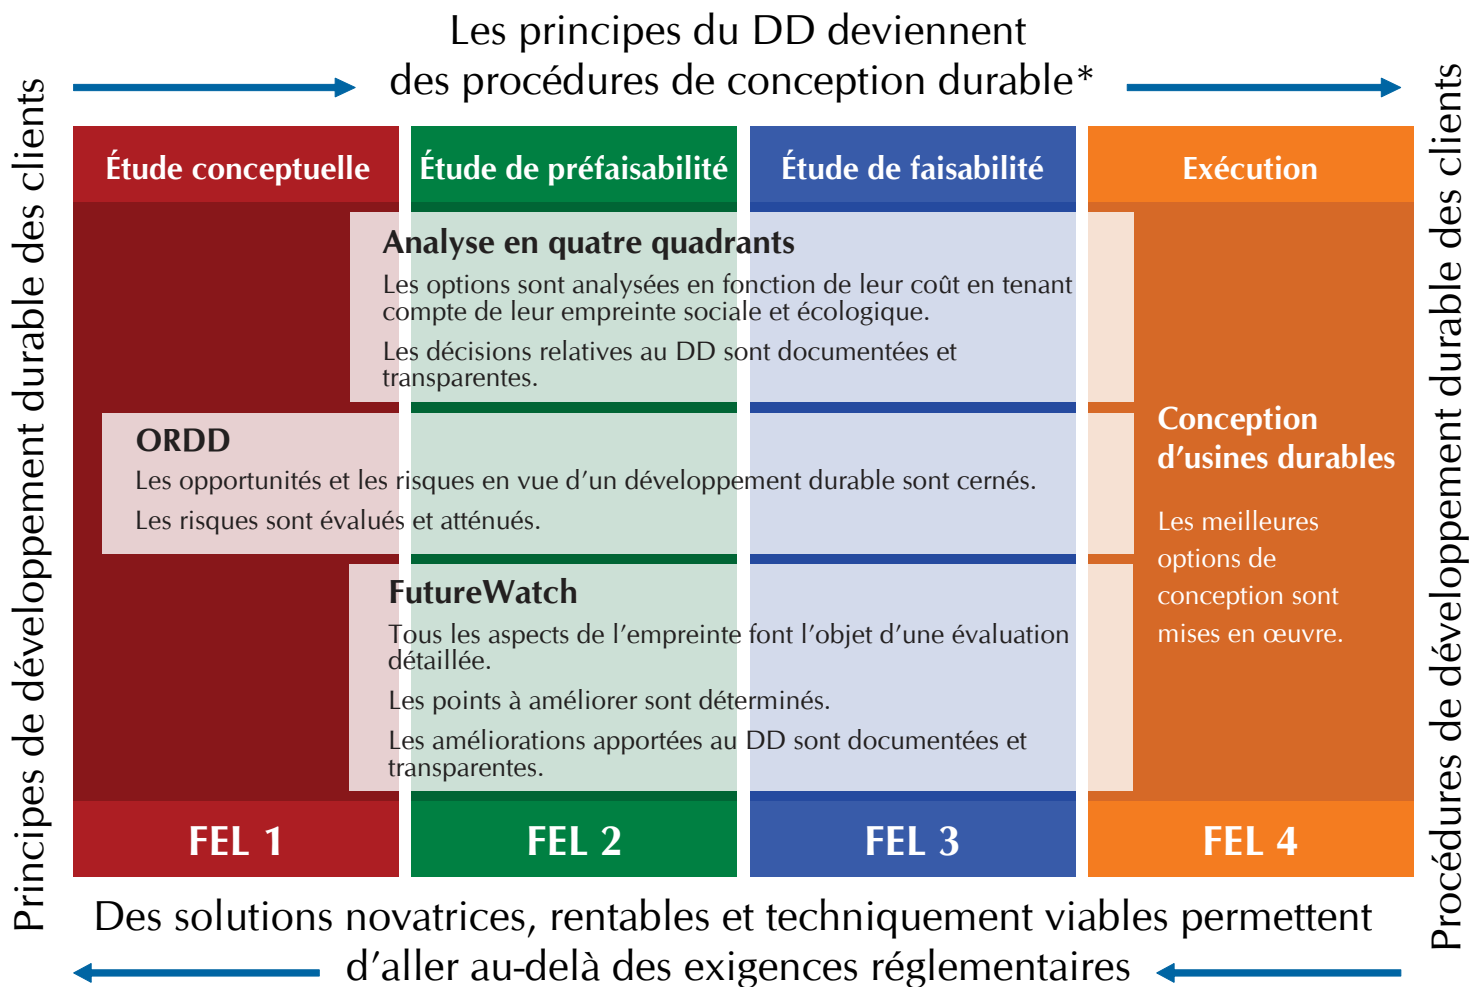 Les principes du DD deviennent
des procédures de conception durable*
Principes de développement durable des clients
Étude conceptuelle
Étude de préfaisabilité
Étude de faisabilité
Exécution
Analyse en quatre quadrants
Les options sont analysées en fonction de leur coût en tenant
compte de leur empreinte sociale et écologique.
Les décisions relatives au DD sont documentées et
transparentes.
ORDD
Les opportunités et les risques en vue d’un développement durable sont cernés.
Les risques sont évalués et atténués.
FutureWatch
Tous les aspects de l’empreinte font l’objet d’une évaluation
détaillée.
Les points à améliorer sont déterminés.
Les améliorations apportées au DD sont documentées et
transparentes.
Conception
d’usines durables
Les meilleures
options de
conception sont
mises en œuvre.
FEL 1
FEL 2
FEL 3
FEL 4
Procédures de développement durable des clients
Des solutions novatrices, rentables et techniquement viables permettent
d’aller au-delà des exigences réglementaires